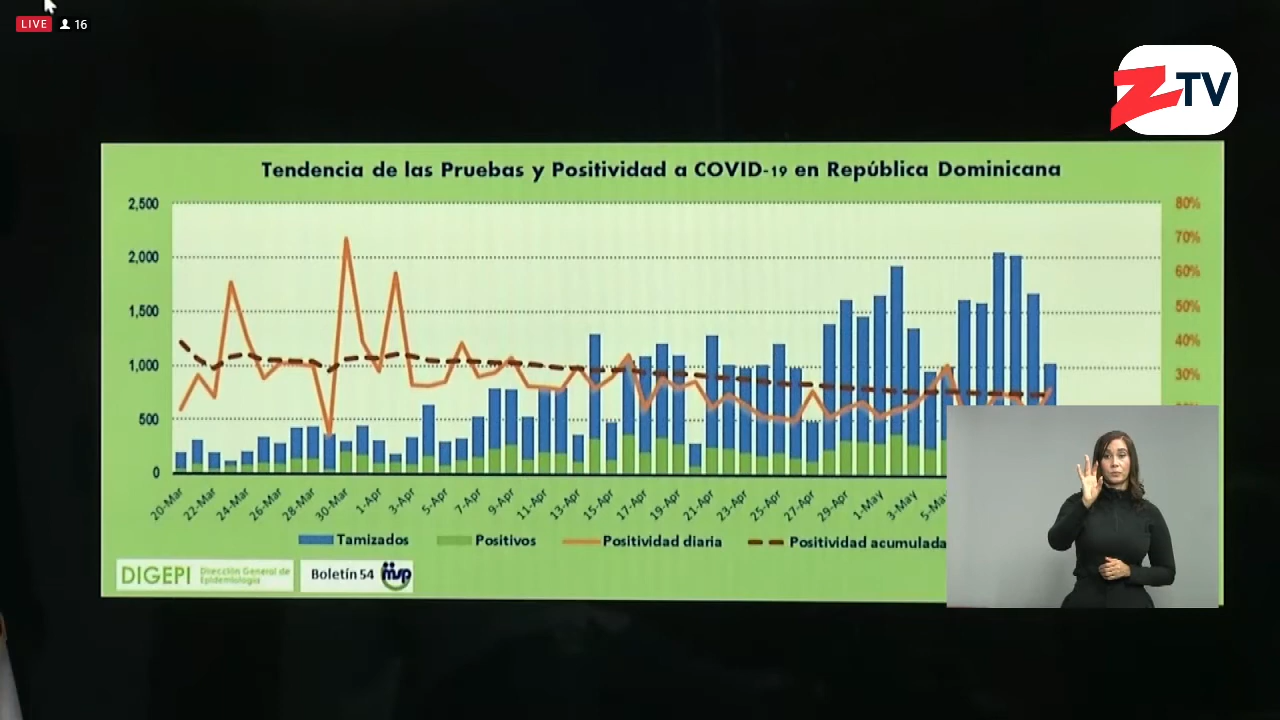 LIVE 16
ZTV
Tendencia de las Pruebas y Positividad a COVID-19 en República Dominicana
2,500
2,000
1,500
1,000
500
0
80%
70%
60%
50%
40%
30%
20-Mar 22-Mar 24-Mar 26-Mar 28-Mar 30-Mar 1-Apr 3-Apr 5-Apr 7-Apr 9-Apr 11-Apr 13-Apr 15-Apr 17-Apr 19-Apr 21-Apr 23-Apr 25-Apr 27-Apr 29-Apr 1-May 3-May
Tamizados Positivos Positividad diaria Positividad acumulada
DIGEPI Dirección General de
Epidemiología
Boletín 54 msp